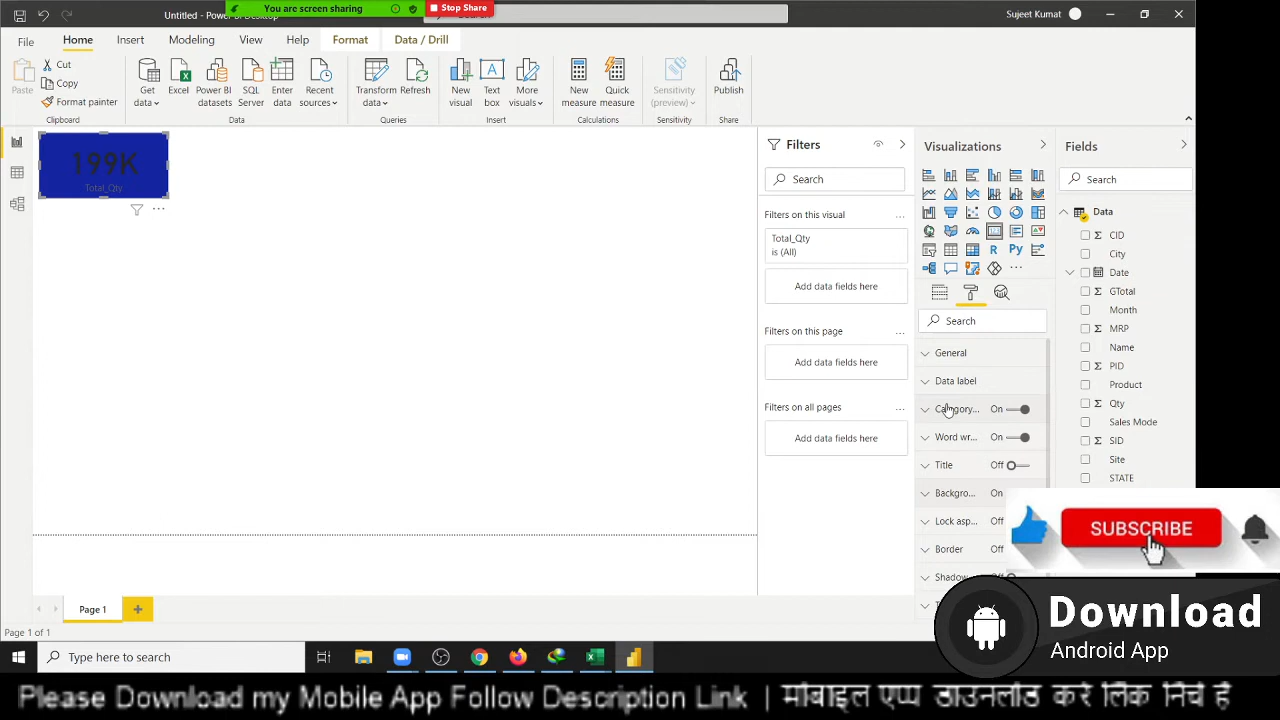 You are screen sharing
Stop Share
Untitled - Power BI Desktop
Sujeet Kumat
File
Home
Insert
Modeling
View
Help
Format
Data / Drill
Paste
Cut
Copy
Format painter
Clipboard
Get data
Excel
Power BI datasets
SQL Server
Enter data
Recent sources
Data
Transform data
Refresh
Queries
New visual
Text box
More visuals
Insert
New measure
Quick measure
Calculations
Sensitivity (preview)
Sensitivity
Publish
Share
199K
Total_Qty
Filters
Search
Filters on this visual
Total_Qty
is (All)
Add data fields here
Filters on this page
Add data fields here
Filters on all pages
Add data fields here
Visualizations
R
Py
Search
General
Data label
Category... On
Word wr... On
Title Off
Backgro... On
Lock asp... Off
Border Off
Shadow
Fields
Search
Data
CID
City
Date
GTotal
Month
MRP
Name
PID
Product
Qty
Sales Mode
SID
Site
STATE
SUBSCRIBE
Download
Android App
Page 1
Page 1 of 1
Type here to search
Please Download my Mobile App Follow Description Link | मोबाइल एप्प डाउनलोड करे लिंक निचे है